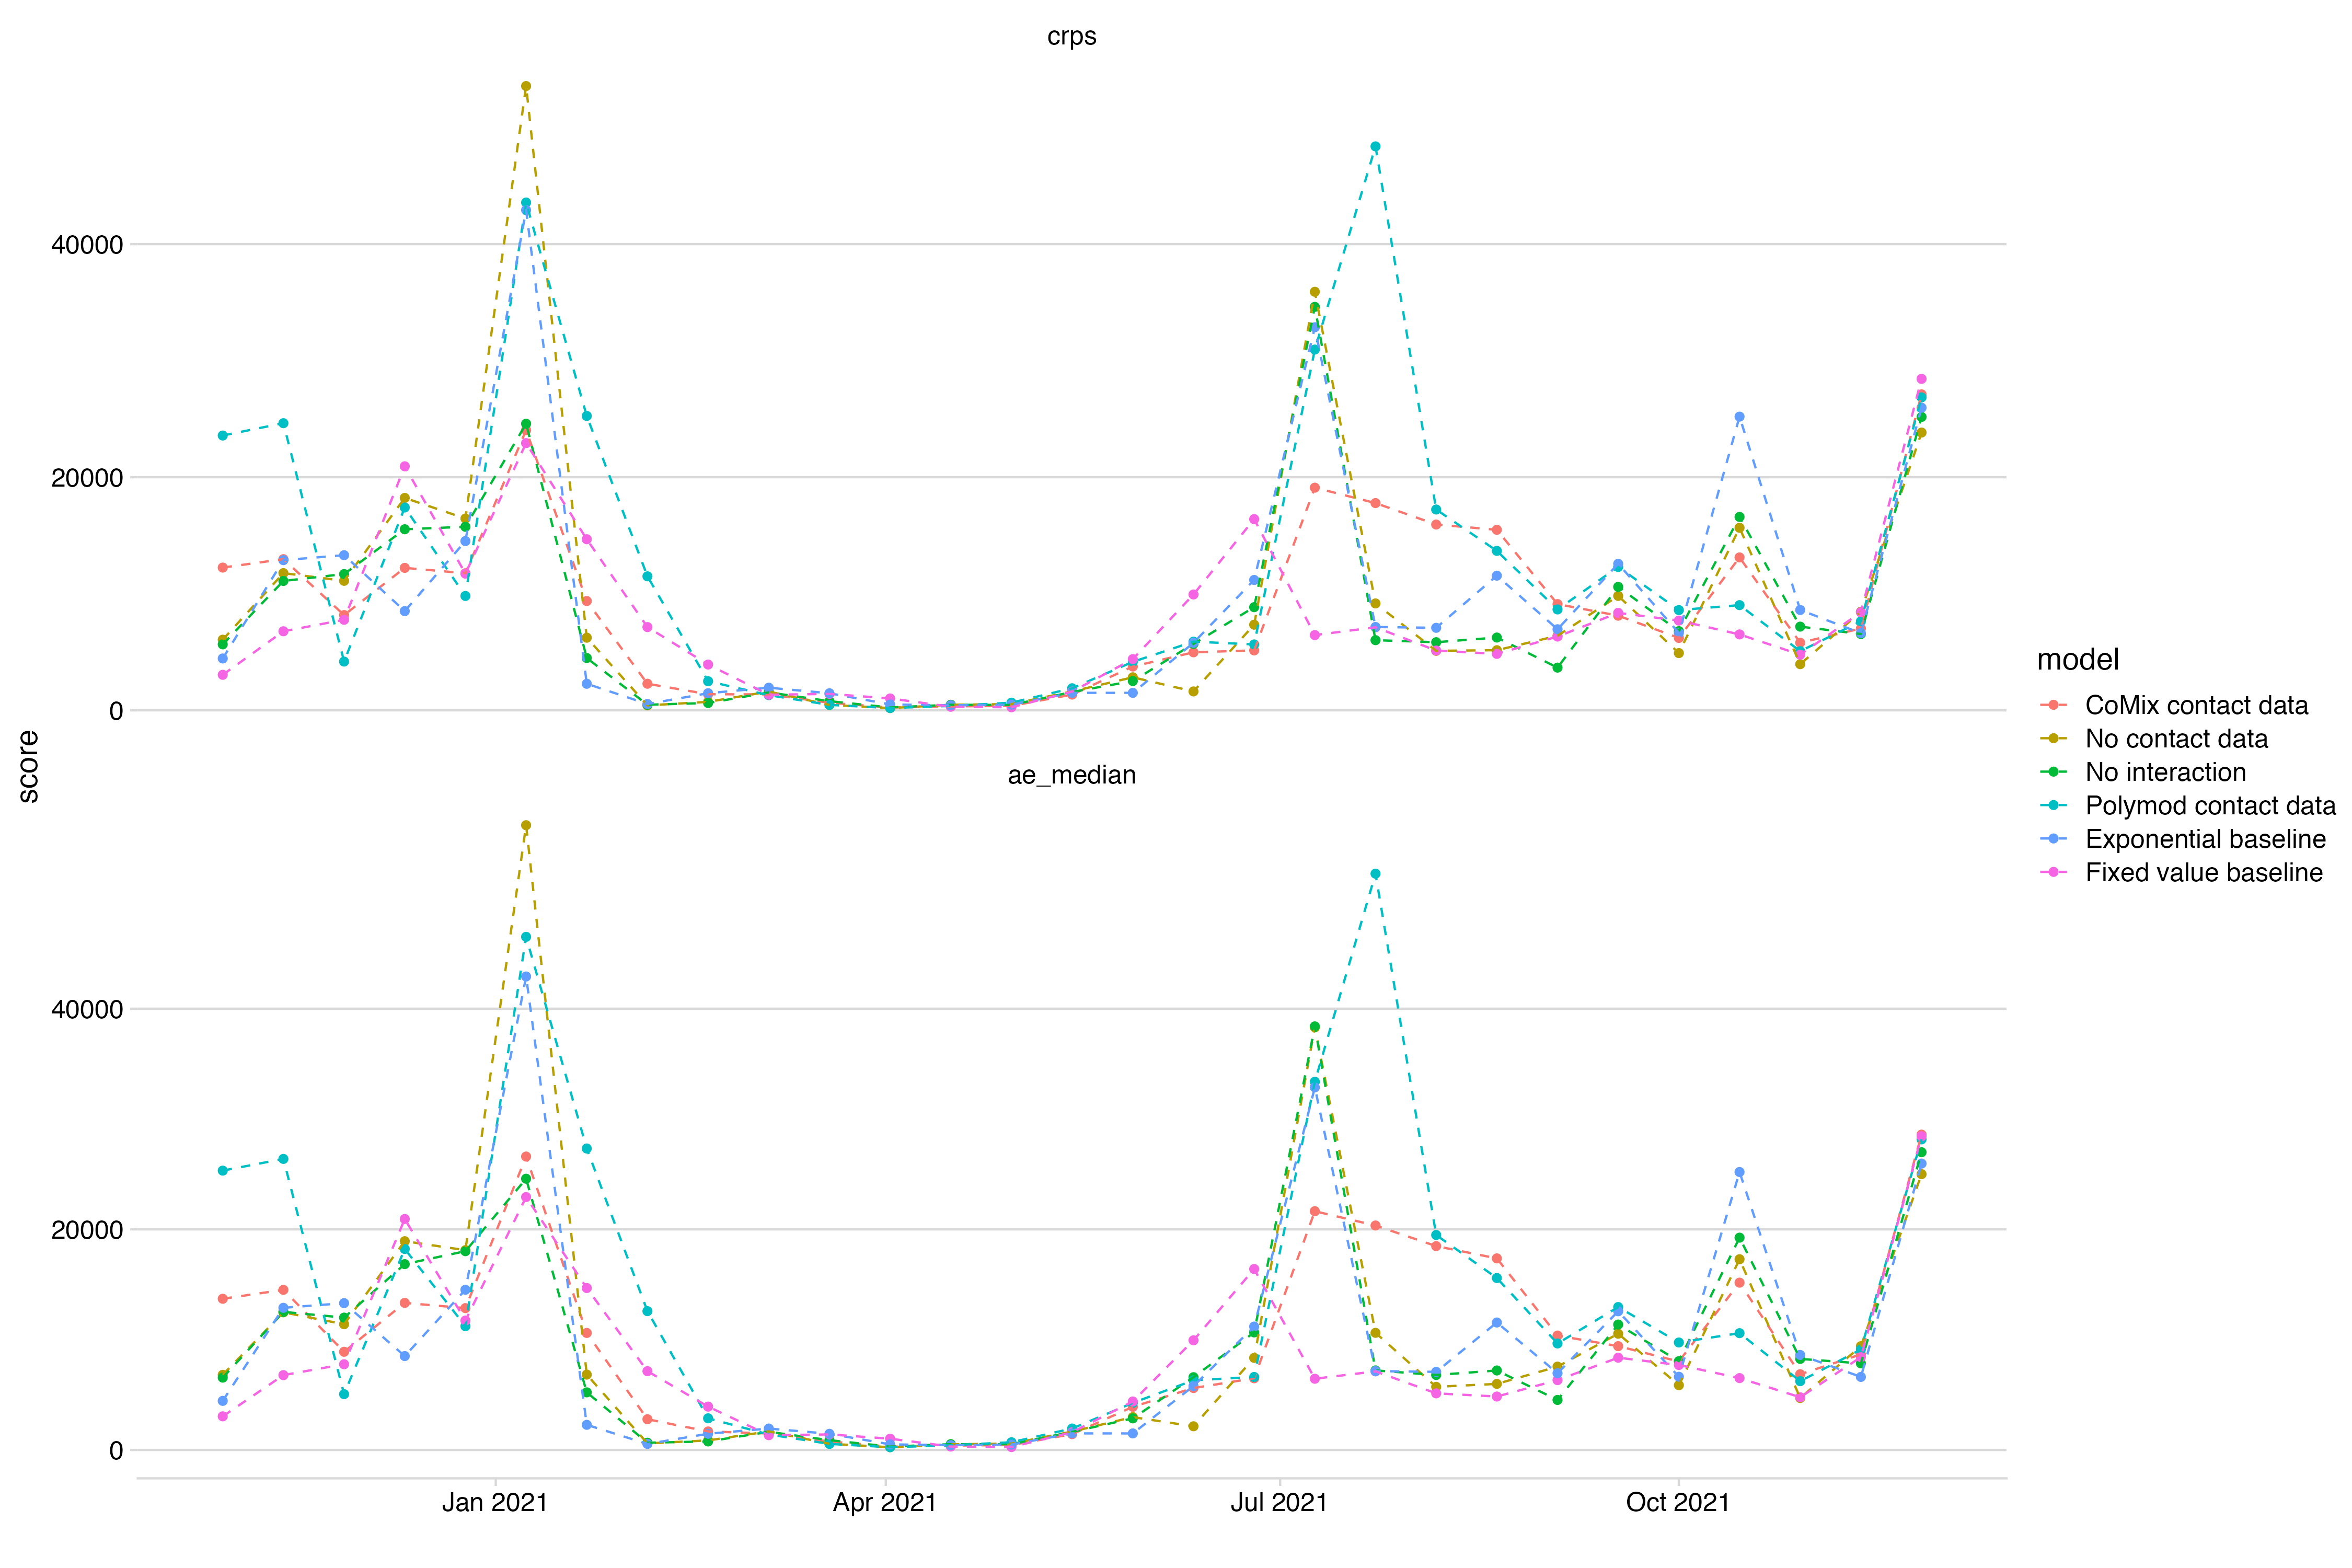 crps
40000
20000
0
score
ae_median
40000
20000
0
Jan 2021
Apr 2021
Jul 2021
Oct 2021
model
CoMix contact data
No contact data
No interaction
Polymod contact data
Exponential baseline
Fixed value baseline